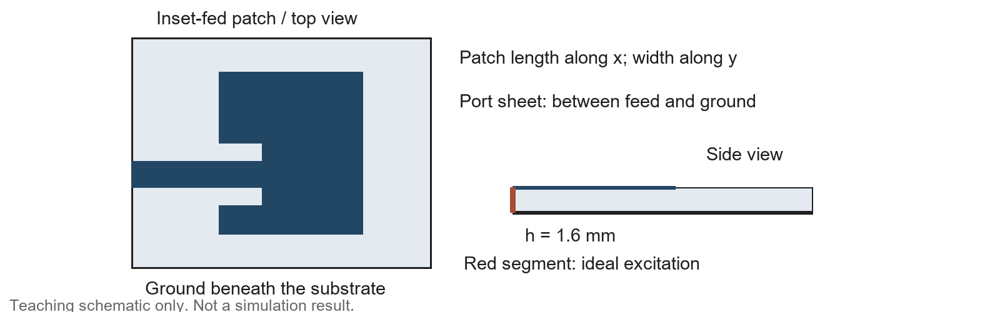 Inset-fed patch / top view
Patch length along x; width along y
Port sheet: between feed and ground
Side view
h = 1.6 mm
Red segment: ideal excitation
Ground beneath the substrate
Teaching schematic only. Not a simulation result.